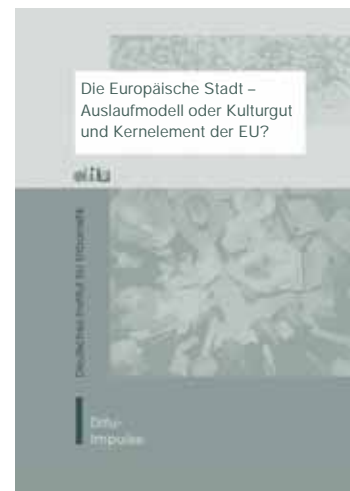 Die Europäische Stadt –
Auslaufmodell oder Kulturgut
und Kernelement der EU?
difu
Deutsches Institut für Urbanistik
Difu-
Impulse